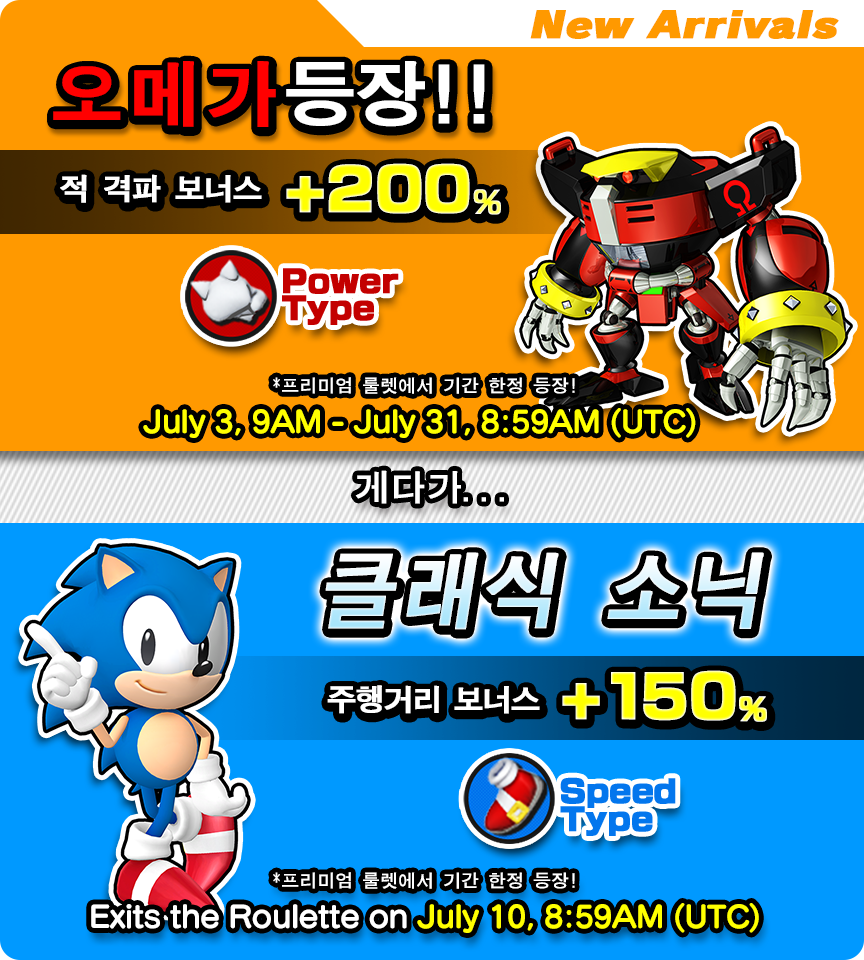 New Arrivals
오메가등장!!
적 격파 보너스 +200%
Power
Type
*프리미엄 룰렛에서 기간 한정 등장!
July 3, 9AM - July 31, 8:59AM (UTC)
게다가...
클래식 소닉
주행거리 보너스 +150%
Speed
Type
*프리미엄 룰렛에서 기간 한정 등장!
Exits the Roulette on July 10, 8:59AM (UTC)